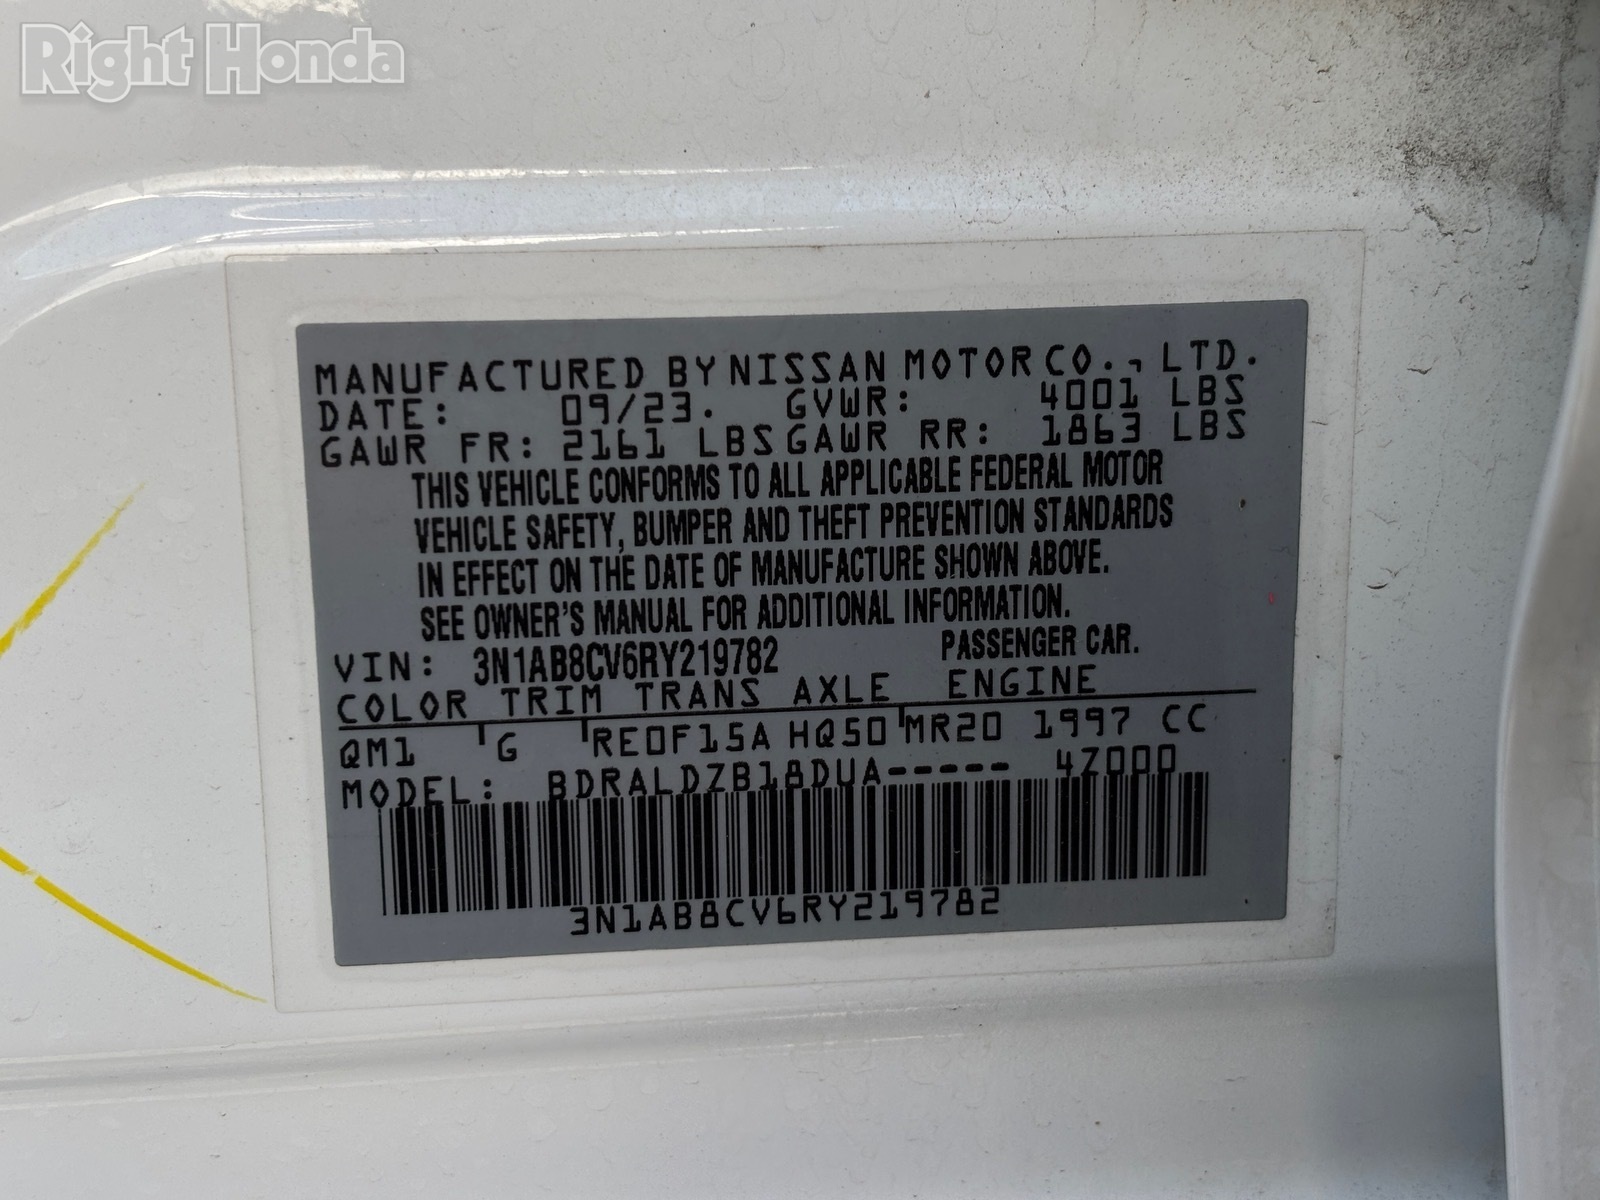 Right Honda
MANUFACTURED BY NISSAN MOTOR CO., LTD.
DATE: 09/23. GVWR: 4001 LBS
GAWR FR: 2161 LBS GAWR RR: 1863 LBS
THIS VEHICLE CONFORMS TO ALL APPLICABLE FEDERAL MOTOR
VEHICLE SAFETY, BUMPER AND THEFT PREVENTION STANDARDS
IN EFFECT ON THE DATE OF MANUFACTURE SHOWN ABOVE.
SEE OWNER'S MANUAL FOR ADDITIONAL INFORMATION.
VIN: 3N1AB8CV6RY219782 PASSENGER CAR.
COLOR TRIM TRANS AXLE ENGINE
QM1 G RE0F15A HQ50 MR20 1997 CC
MODEL: BDRALDZB18DUA----- 4Z000
3N1AB8CV6RY219782